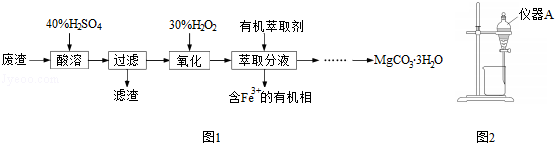 40%H₂SO₄ 30%H₂O₂ 有机萃取剂
废渣 酸溶 过滤 氧化 萃取分液 …… MgCO₃·3H₂O
滤渣 含Fe³⁺的有机相
仪器A
图1 图2